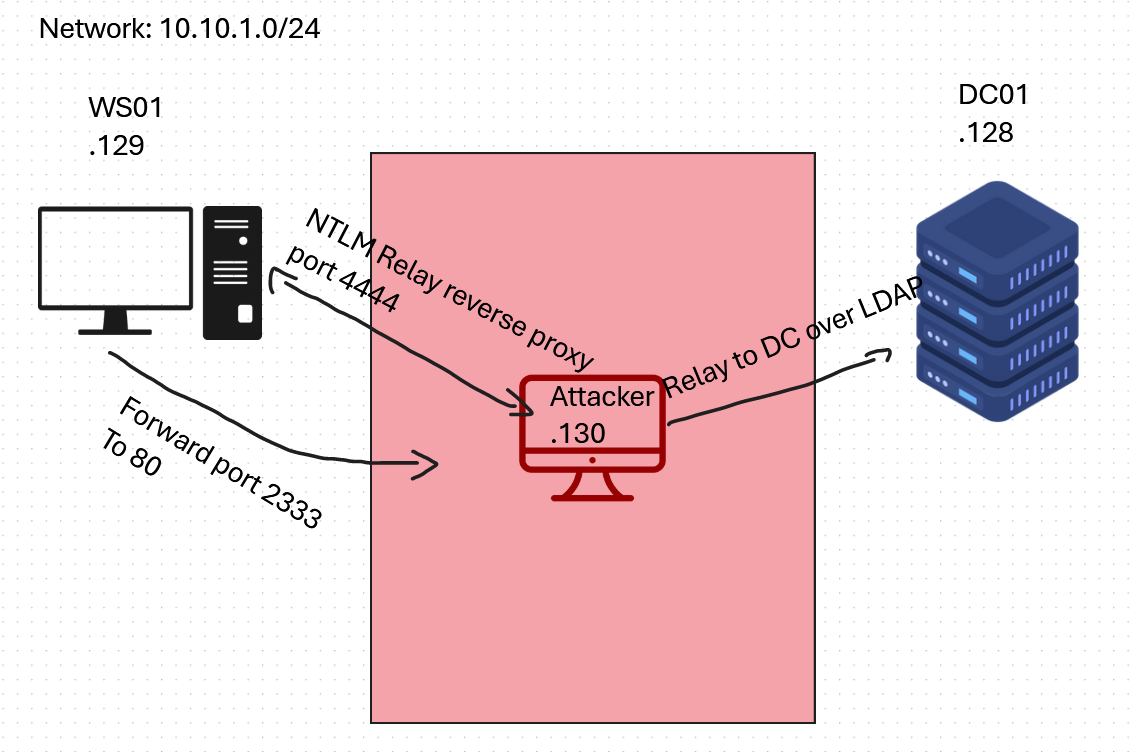 Network: 10.10.1.0/24
WS01
.129
DC01
.128
NTLM Relay reverse proxy
port 4444
Relay to DC over LDAP
Attacker
.130
Forward port 2333
To 80